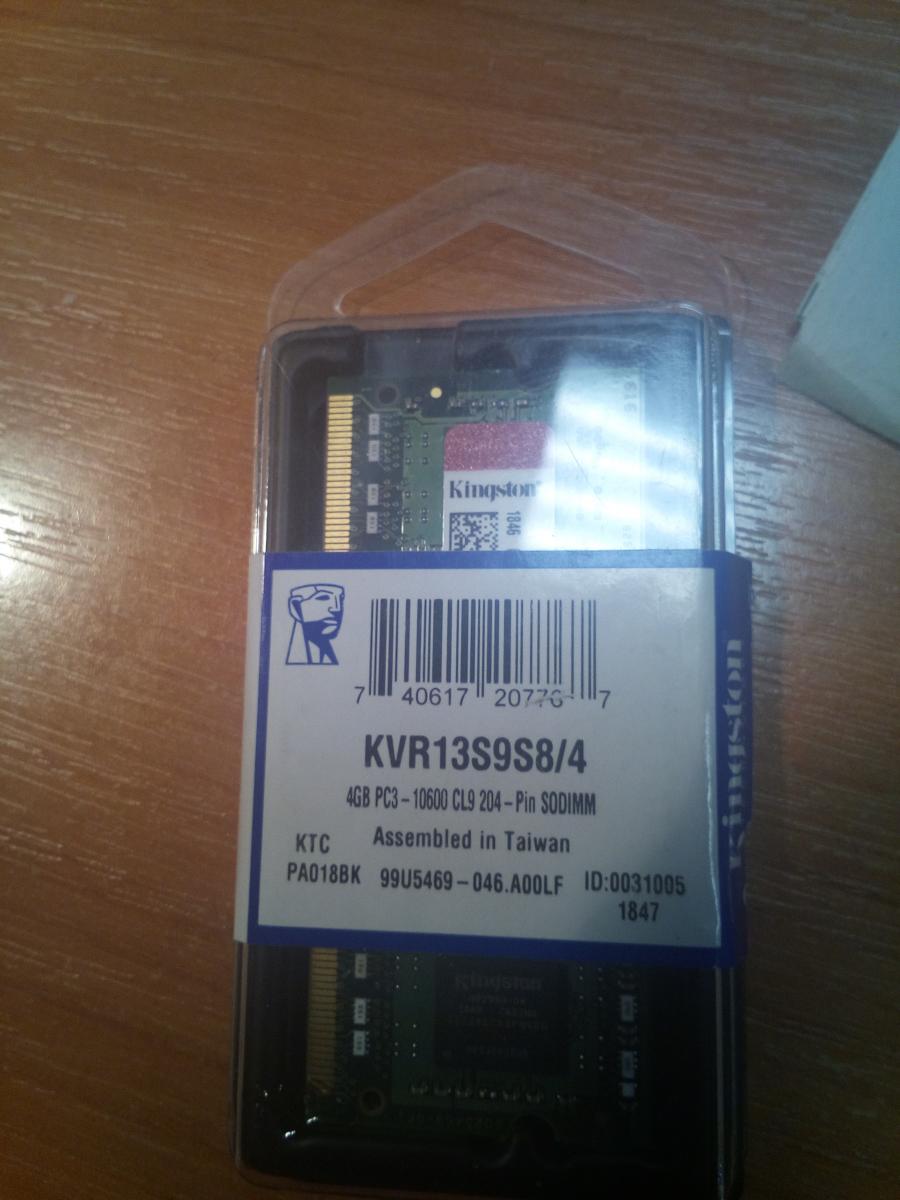 Kingston
1846
7 40617 20776 7
KVR13S9S8/4
4GB PC3-10600 CL9 204-Pin SODIMM
Assembled in Taiwan
KTC
PA018BK 99U5469-046.A00LF ID:0031005
1847
Kingston
Kingston